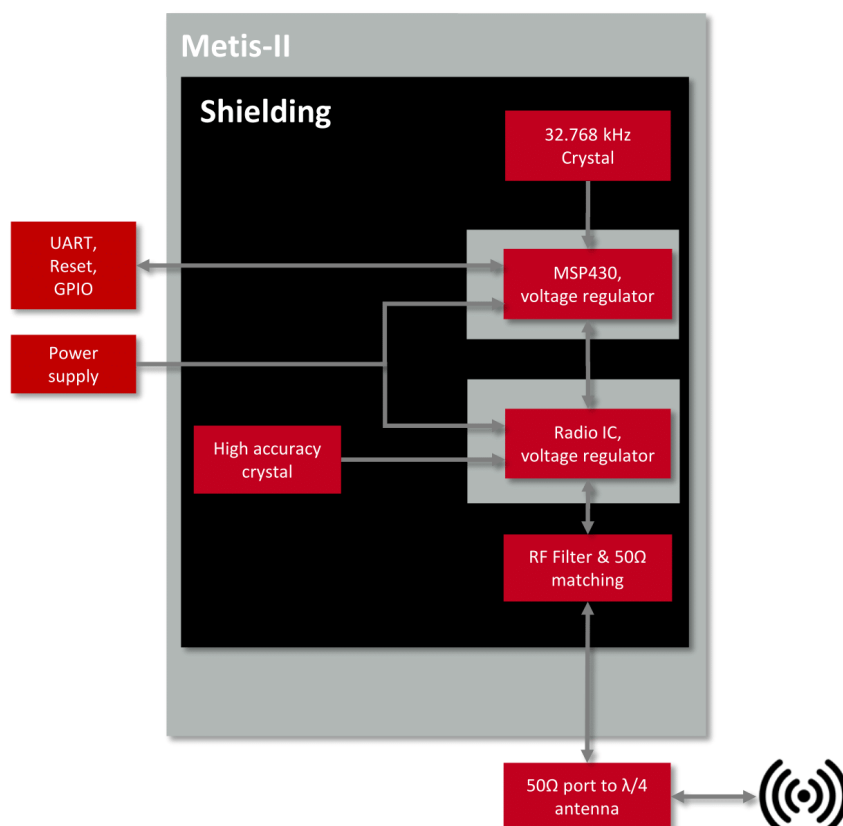 Metis-II
Shielding
32.768 kHz
Crystal
UART,
Reset,
GPIO
MSP430,
voltage regulator
Power
supply
High accuracy
crystal
Radio IC,
voltage regulator
RF Filter & 50Ω
matching
50Ω port to λ/4
antenna